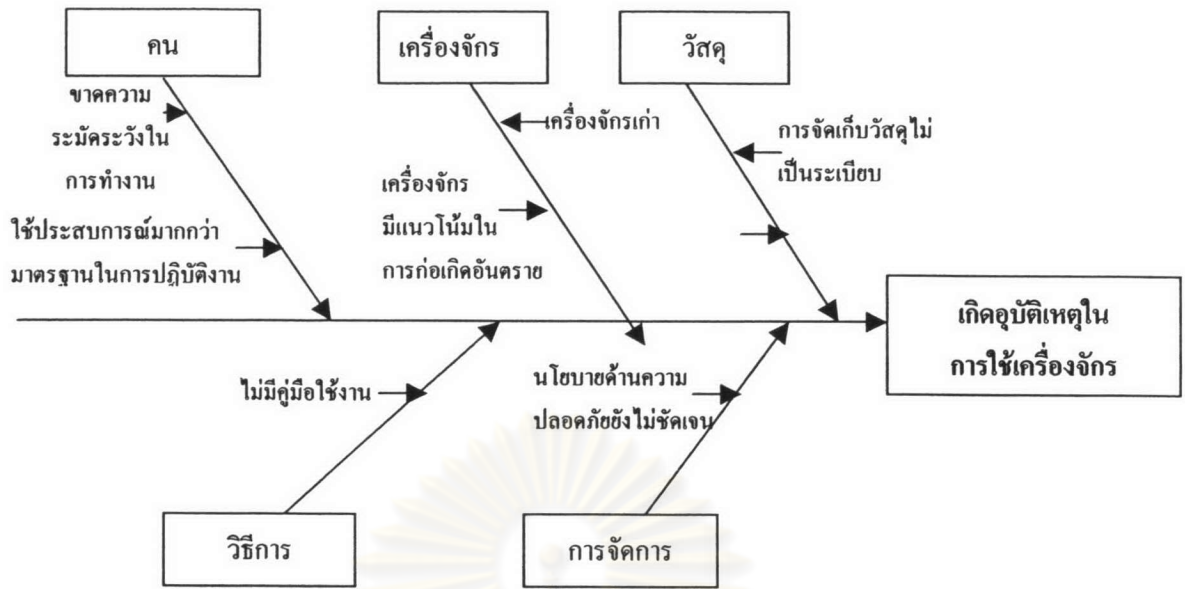 คน
เครื่องจักร
วัสดุ
ขาดความ
ระมัดระวังใน
การทำงาน
ใช้ประสบการณ์มากกว่า
มาตรฐานในการปฏิบัติงาน
เครื่องจักรเก่า
เครื่องจักร
มีแนวโน้มใน
การก่อเกิดอันตราย
การจัดเก็บวัสดุไม่
เป็นระเบียบ
เกิดอุบัติเหตุใน
การใช้เครื่องจักร
ไม่มีคู่มือใช้งาน
นโยบายด้านความ
ปลอดภัยยังไม่ชัดเจน
วิธีการ
การจัดการ